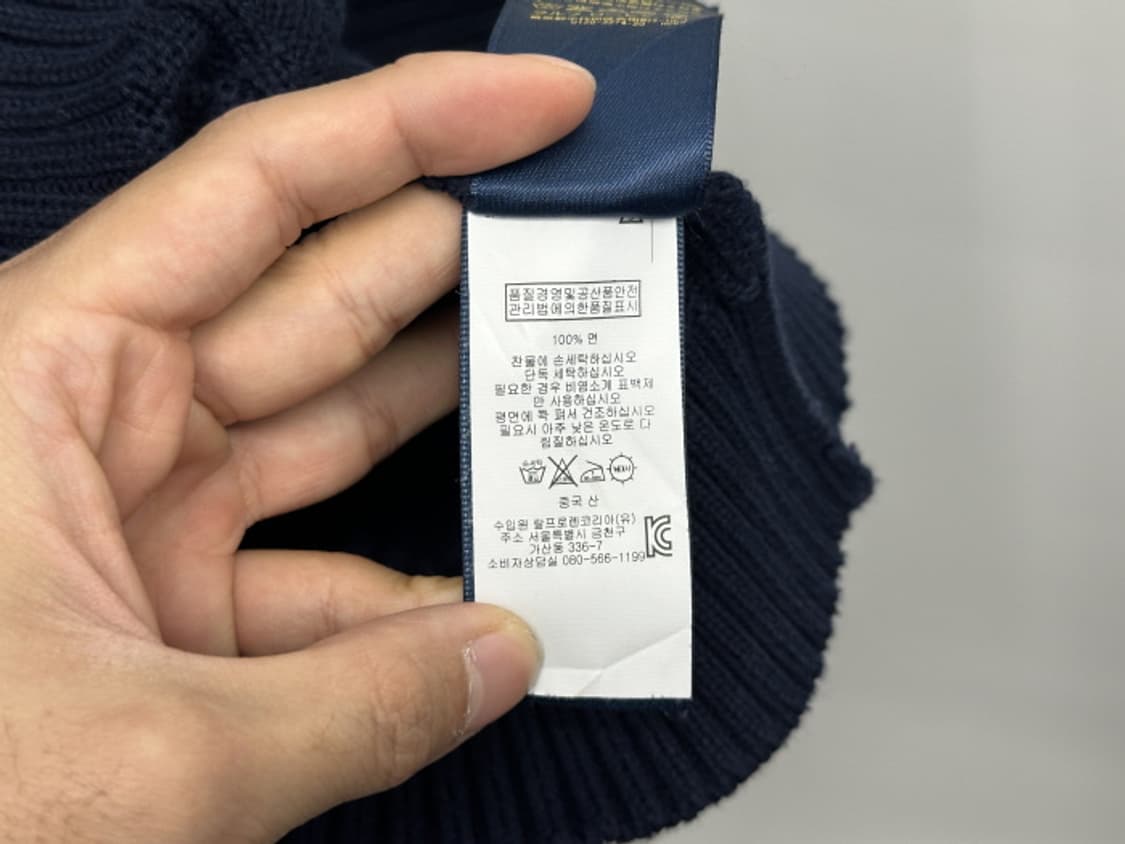 품질경영및공산품안전
관리법에의한품질표시
100% 면
찬물에 손세탁하십시오
단독 세탁하십시오
필요한 경우 비염소계 표백제
만 사용하십시오
평면에 쫙 펴서 건조하십시오
필요시 아주 낮은 온도로 다
림질하십시오
중국 산
수입원 랄프로렌코리아(유)
주소 서울특별시 금천구
가산동 336-7
소비자상담실 080-566-1199